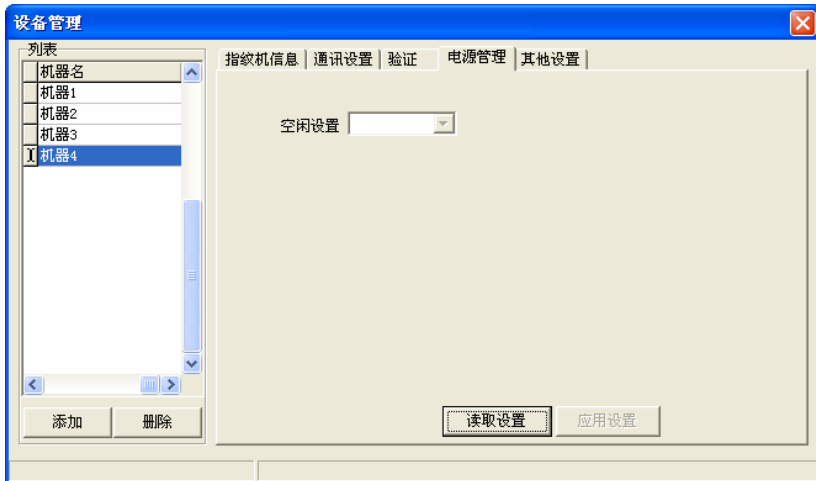 设备管理
列表
机器名
机器1
机器2
机器3
机器4
添加
删除
指纹机信息
通讯设置
验证
电源管理
其他设置
空闲设置
读取设置
应用设置